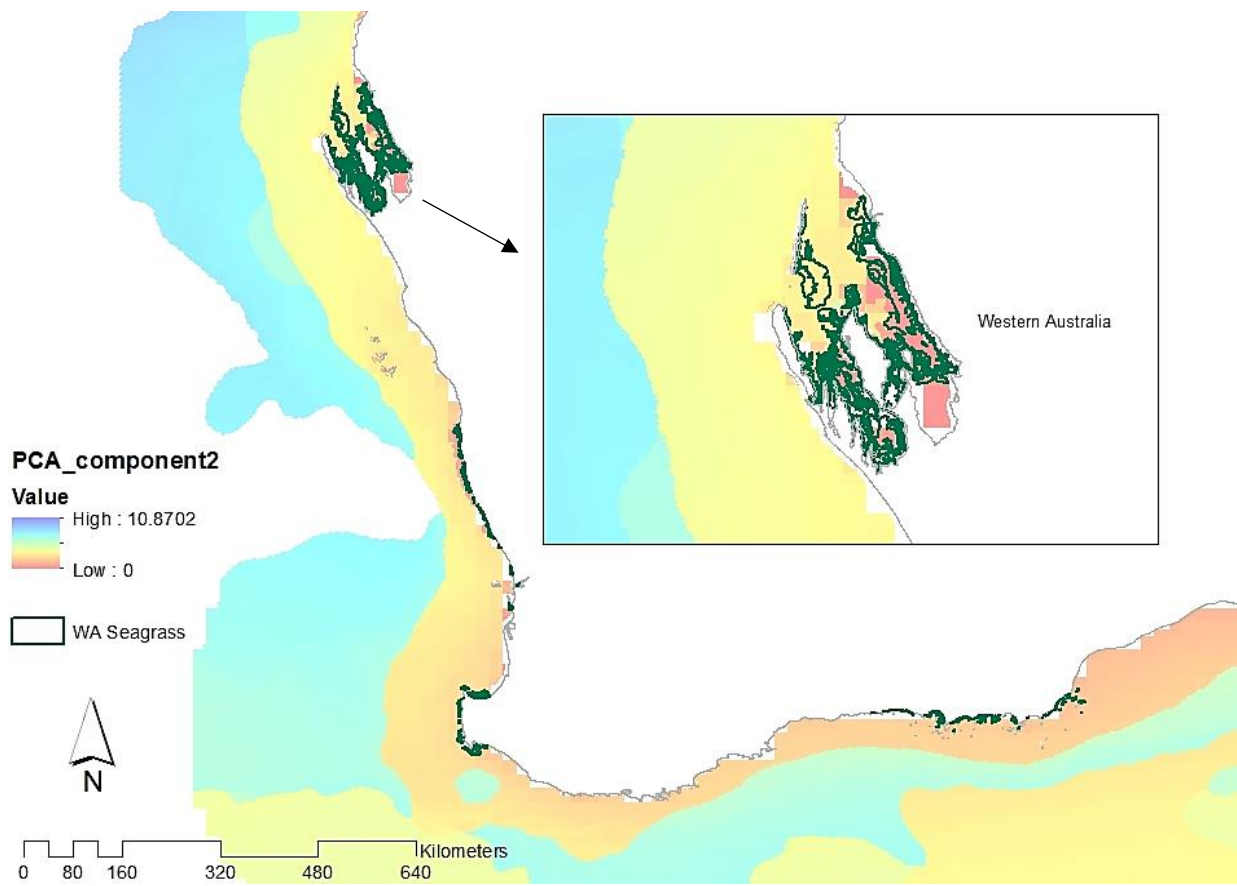 Western Australia
PCA_component2
Value
High : 10.8702
Low : 0
WA Seagrass
N
Kilometers
0 80 160 320 480 640